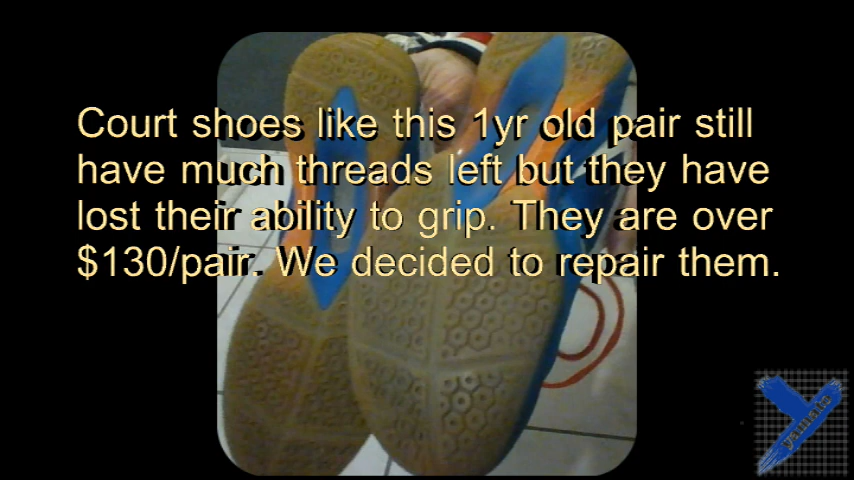 Court shoes like this 1yr old pair still
have much threads left but they have
lost their ability to grip. They are over
$130/pair. We decided to repair them.
yamats